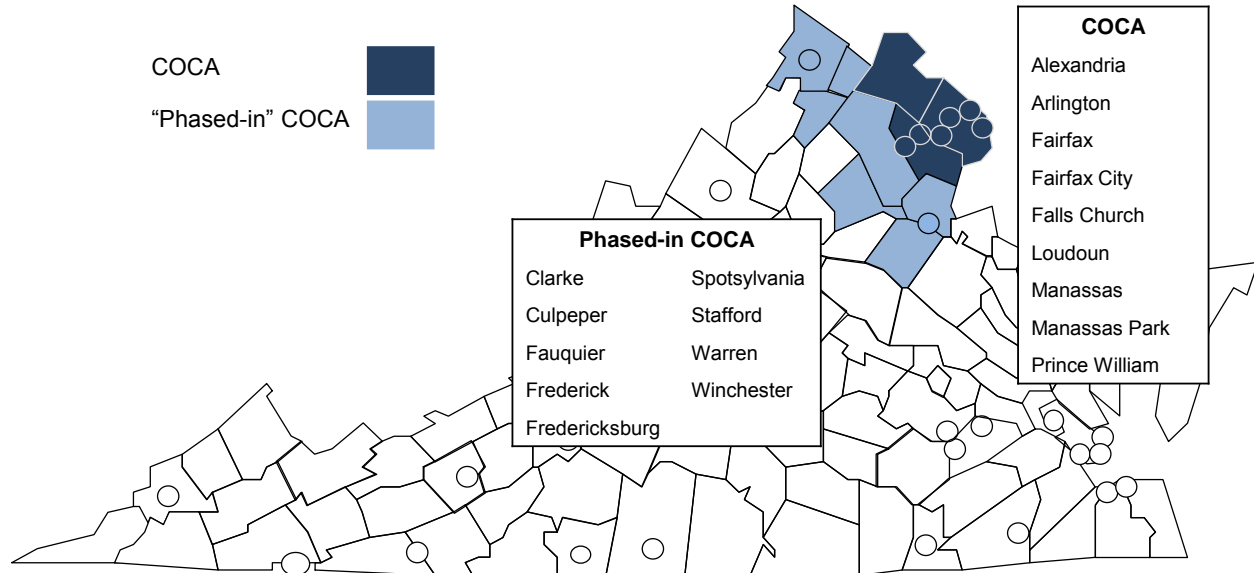 COCA
“Phased-in” COCA
COCA
Alexandria
Arlington
Fairfax
Fairfax City
Falls Church
Loudoun
Manassas
Manassas Park
Prince William
Phased-in COCA
Clarke
Culpeper
Fauquier
Frederick
Fredericksburg
Spotsylvania
Stafford
Warren
Winchester